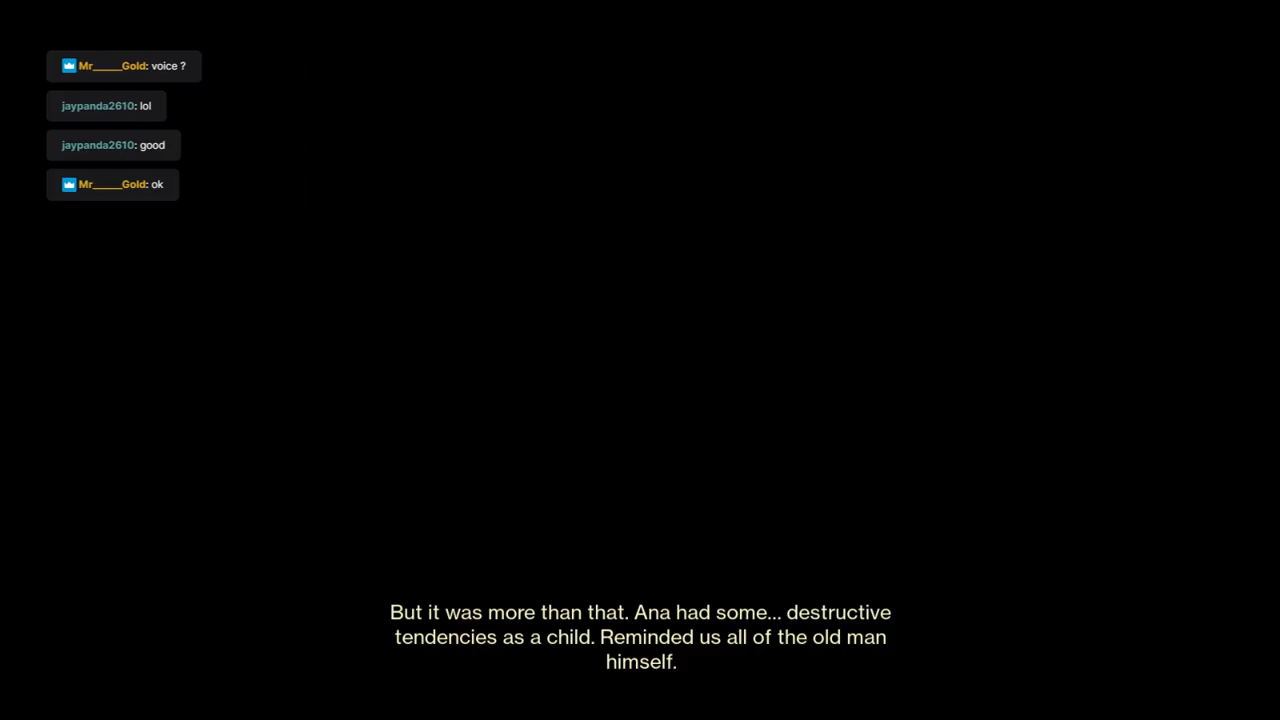 Mr_____Gold: voice ?
jaypanda2610: lol
jaypanda2610: good
Mr_____Gold: ok
But it was more than that. Ana had some... destructive
tendencies as a child. Reminded us all of the old man
himself.